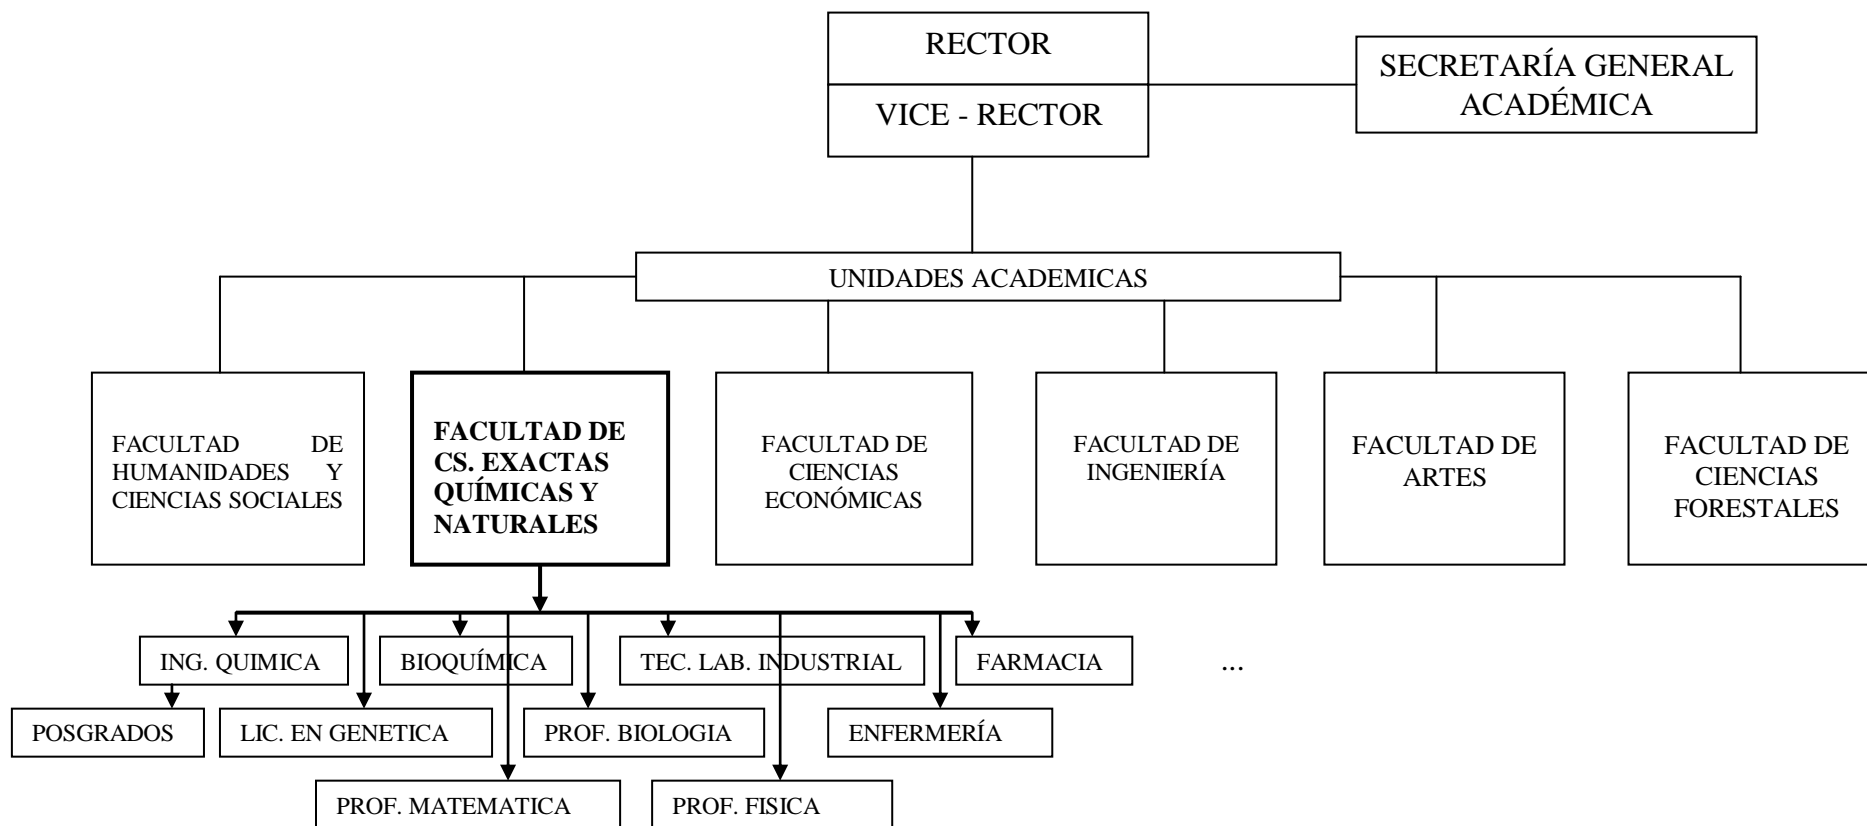 RECTOR
VICE - RECTOR
SECRETARÍA GENERAL
ACADÉMICA
UNIDADES ACADEMICAS
FACULTAD DE
HUMANIDADES Y
CIENCIAS SOCIALES
FACULTAD DE
CS. EXACTAS
QUÍMICAS Y
NATURALES
FACULTAD DE
CIENCIAS
ECONÓMICAS
FACULTAD DE
INGENIERÍA
FACULTAD DE
ARTES
FACULTAD DE
CIENCIAS
FORESTALES
ING. QUIMICA
BIOQUÍMICA
TEC. LAB. INDUSTRIAL
FARMACIA
...
POSGRADOS
LIC. EN GENETICA
PROF. BIOLOGIA
ENFERMERÍA
PROF. MATEMATICA
PROF. FISICA